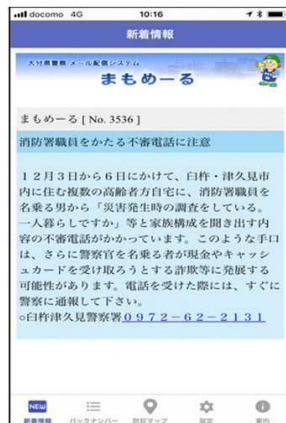 docomo 4G 10:16
新着情報
大分県警察 メール配信システム
まもめーる
まもめーる [ No. 3536 ]
消防署職員をかたる不審電話に注意
１２月３日から６日にかけて、臼杵・津久見市
内に住む複数の高齢者方自宅に、消防署職員を
名乗る男から「災害発生時の調査をしている。
一人暮らしですか」等と家族構成を聞き出す内
容の不審電話がかかっています。このような手口
は、さらに警察官を名乗る者が現金やキャッシ
ュカードを受け取ろうとする詐欺等に発展する
可能性があります。電話を受けた際には、すぐに
警察に通報して下さい。
○臼杵津久見警察署０９７２－６２－２１３１
NEW
新着情報 バックナンバー 防犯マップ 設定 案内